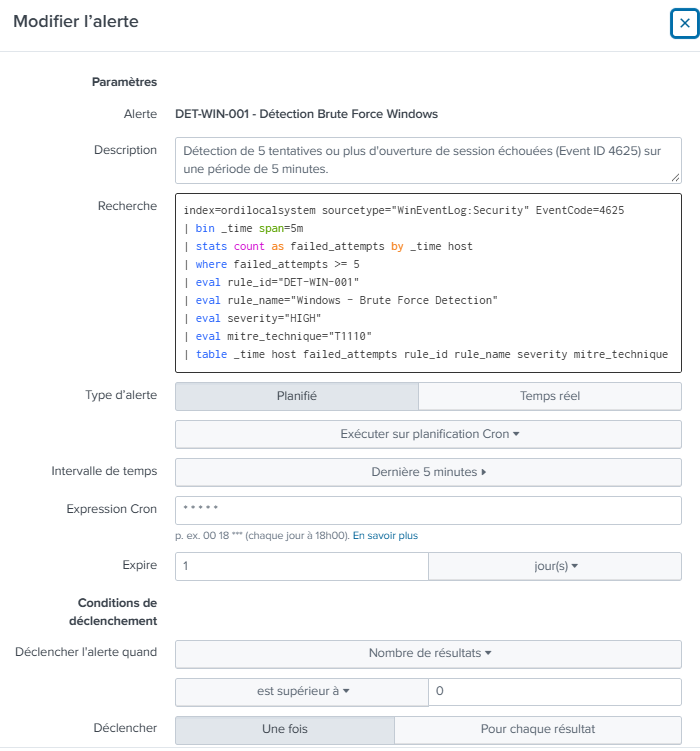 Modifier l'alerte
Paramètres
Alerte DET-WIN-001 - Détection Brute Force Windows
Description Détection de 5 tentatives ou plus d'ouverture de session échouées (Event ID 4625) sur
une période de 5 minutes.
Recherche
index=ordilocalsystem sourcetype="WinEventLog:Security" EventCode=4625
| bin _time span=5m
| stats count as failed_attempts by _time host
| where failed_attempts >= 5
| eval rule_id="DET-WIN-001"
| eval rule_name="Windows - Brute Force Detection"
| eval severity="HIGH"
| eval mitre_technique="T1110"
| table _time host failed_attempts rule_id rule_name severity mitre_technique
Type d'alerte Planifié Temps réel
Exécuter sur planification Cron
Intervalle de temps Dernière 5 minutes
Expression Cron * * * * *
p. ex. 00 18 *** (chaque jour à 18h00). En savoir plus
Expire 1 jour(s)
Conditions de
déclenchement
Déclencher l'alerte quand Nombre de résultats
est supérieur à 0
Déclencher Une fois Pour chaque résultat